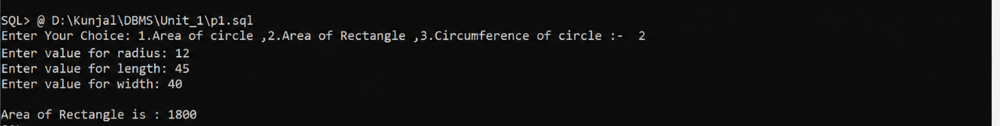 SQL> @ D:\Kunjal\DBMS\Unit_1\p1.sql
Enter Your Choice: 1.Area of circle ,2.Area of Rectangle ,3.Circumference of circle :-  2
Enter value for radius: 12
Enter value for length: 45
Enter value for width: 40
Area of Rectangle is : 1800